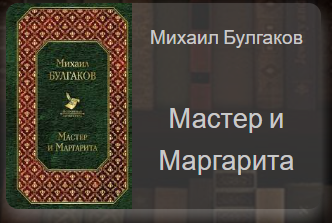 Михаил
БУЛГАКОВ
Мастер
и Маргарита
Михаил Булгаков
Мастер и
Маргарита